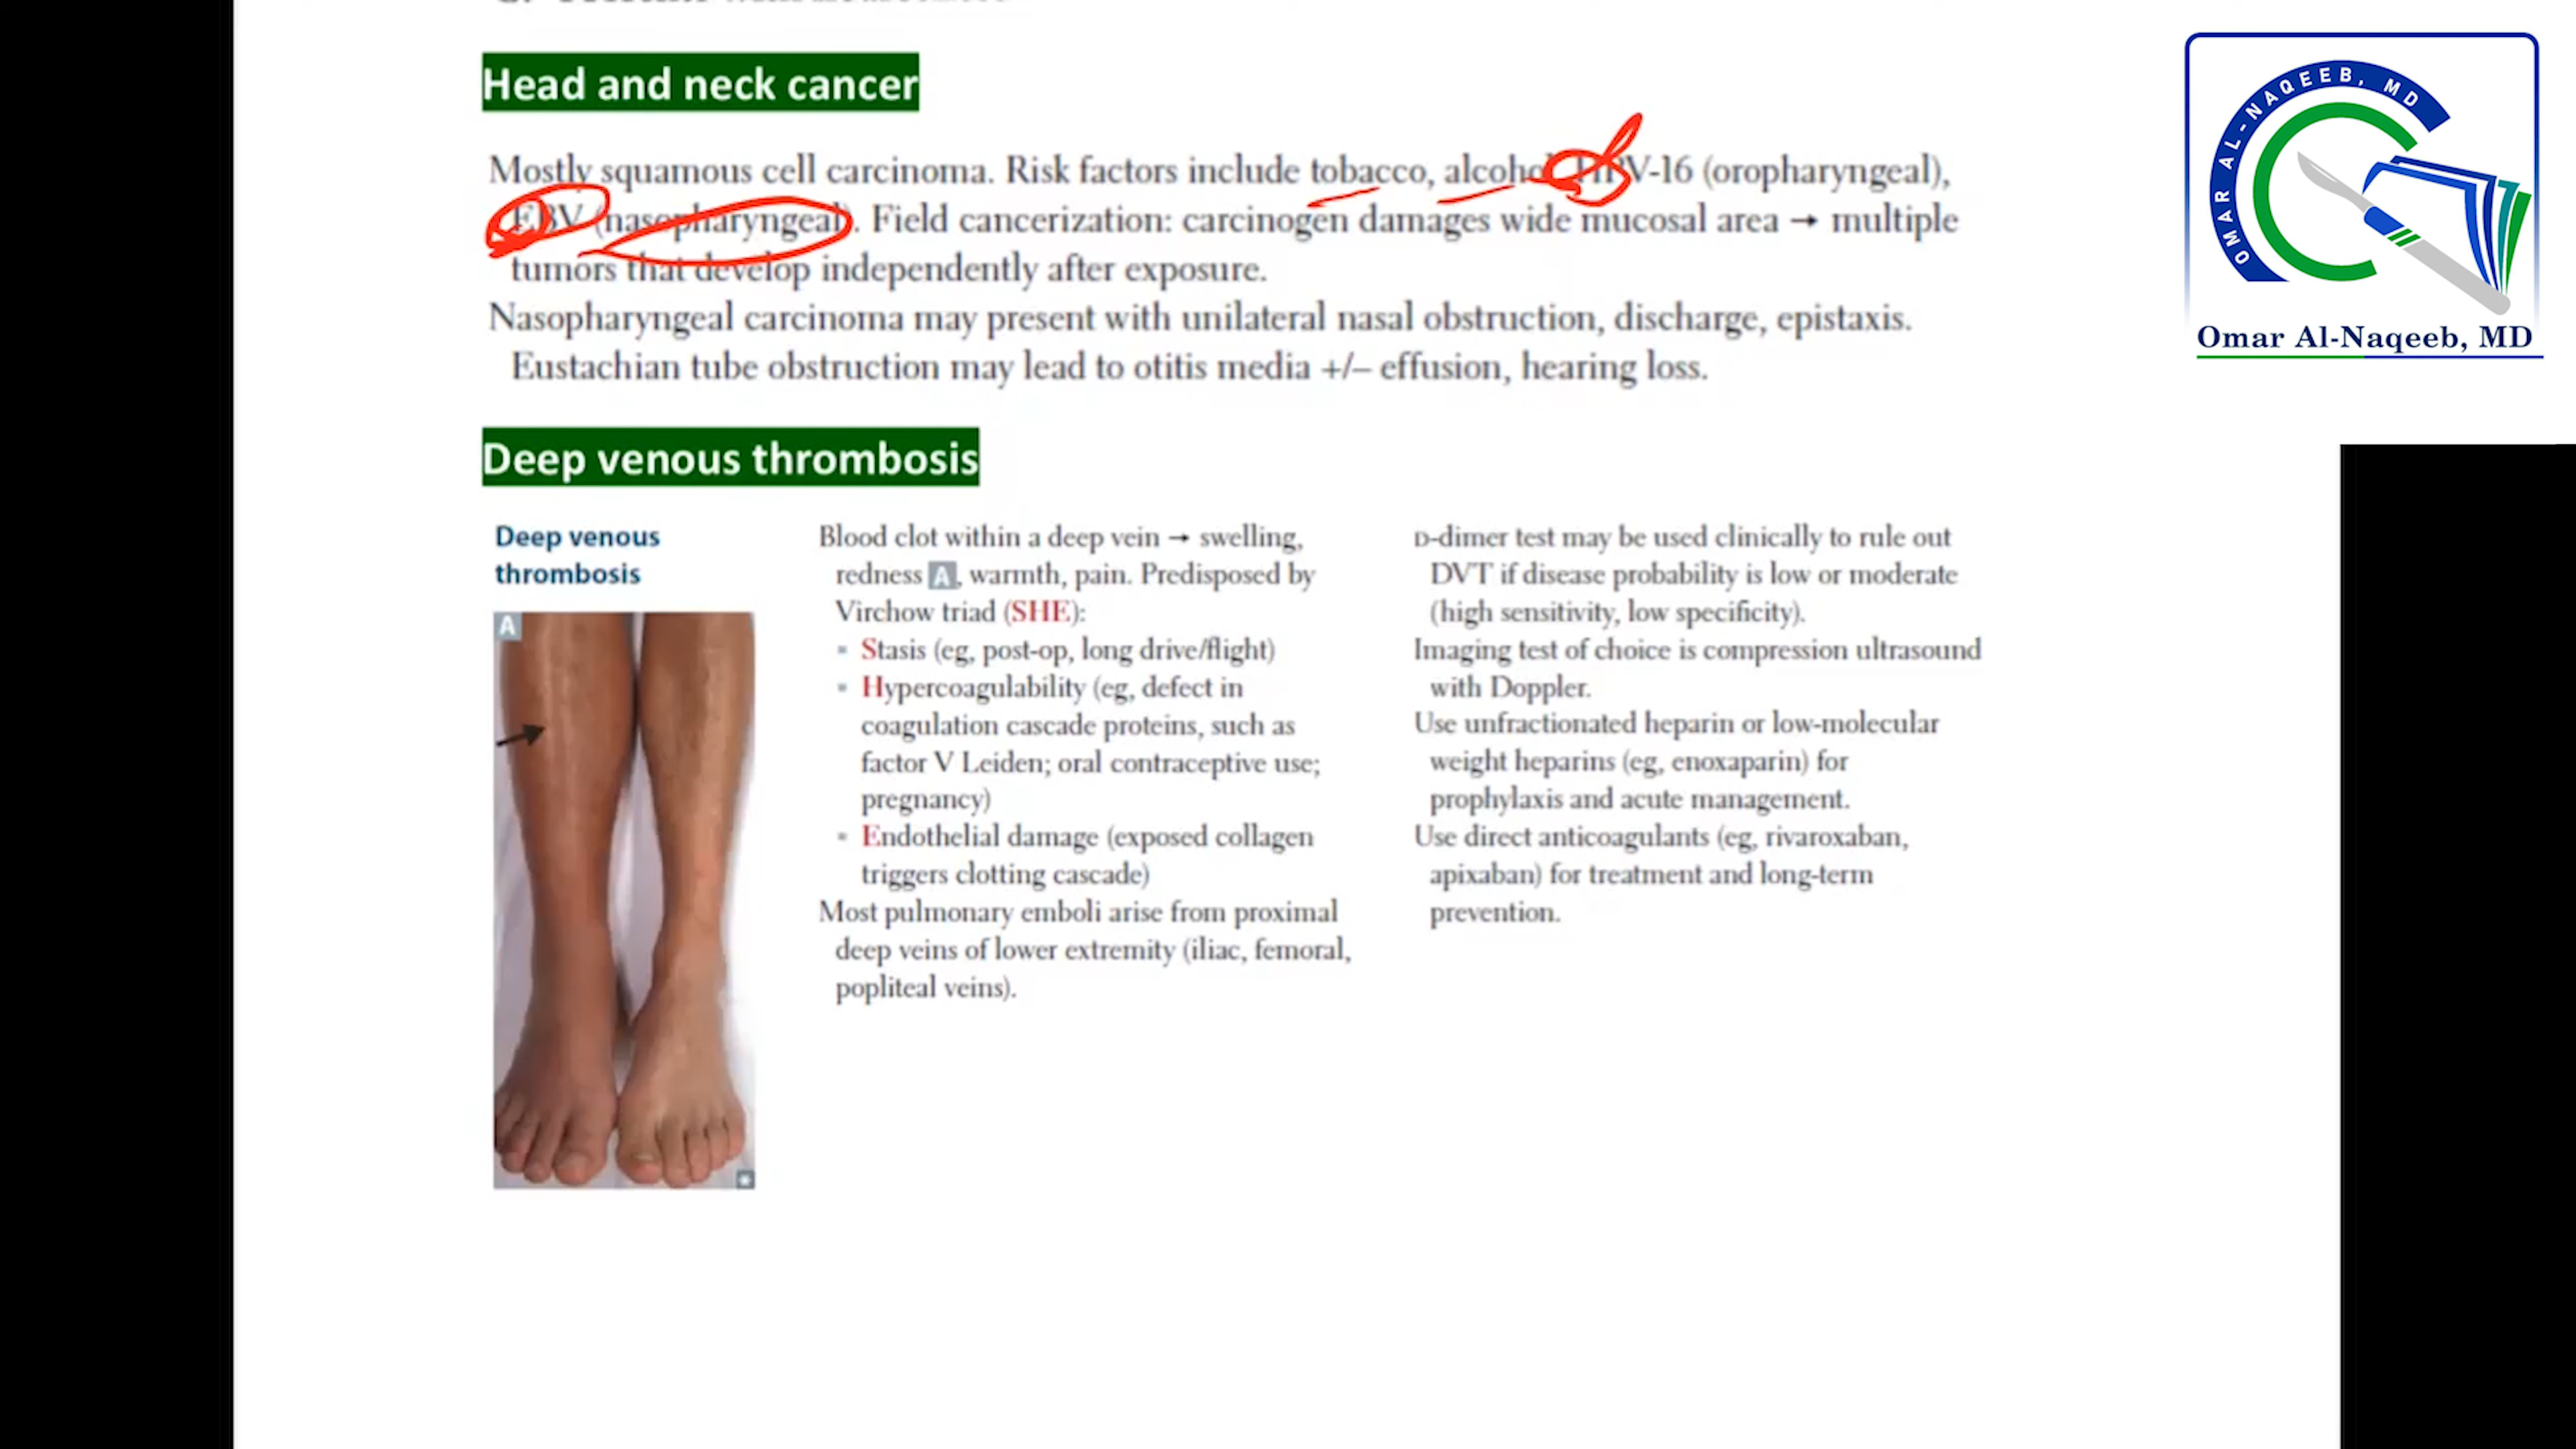 Head and neck cancer
Mostly squamous cell carcinoma. Risk factors include tobacco, alcohol, HPV-16 (oropharyngeal),
EBV (nasopharyngeal). Field cancerization: carcinogen damages wide mucosal area → multiple
tumors that develop independently after exposure.
Nasopharyngeal carcinoma may present with unilateral nasal obstruction, discharge, epistaxis.
Eustachian tube obstruction may lead to otitis media +/– effusion, hearing loss.
Deep venous thrombosis
Deep venous
thrombosis
A
Blood clot within a deep vein → swelling,
redness A, warmth, pain. Predisposed by
Virchow triad (SHE):
▪ Stasis (eg, post-op, long drive/flight)
▪ Hypercoagulability (eg, defect in
coagulation cascade proteins, such as
factor V Leiden; oral contraceptive use;
pregnancy)
▪ Endothelial damage (exposed collagen
triggers clotting cascade)
Most pulmonary emboli arise from proximal
deep veins of lower extremity (iliac, femoral,
popliteal veins).
D-dimer test may be used clinically to rule out
DVT if disease probability is low or moderate
(high sensitivity, low specificity).
Imaging test of choice is compression ultrasound
with Doppler.
Use unfractionated heparin or low-molecular
weight heparins (eg, enoxaparin) for
prophylaxis and acute management.
Use direct anticoagulants (eg, rivaroxaban,
apixaban) for treatment and long-term
prevention.
OMAR AL-NAQEEB, MD
Omar Al-Naqeeb, MD